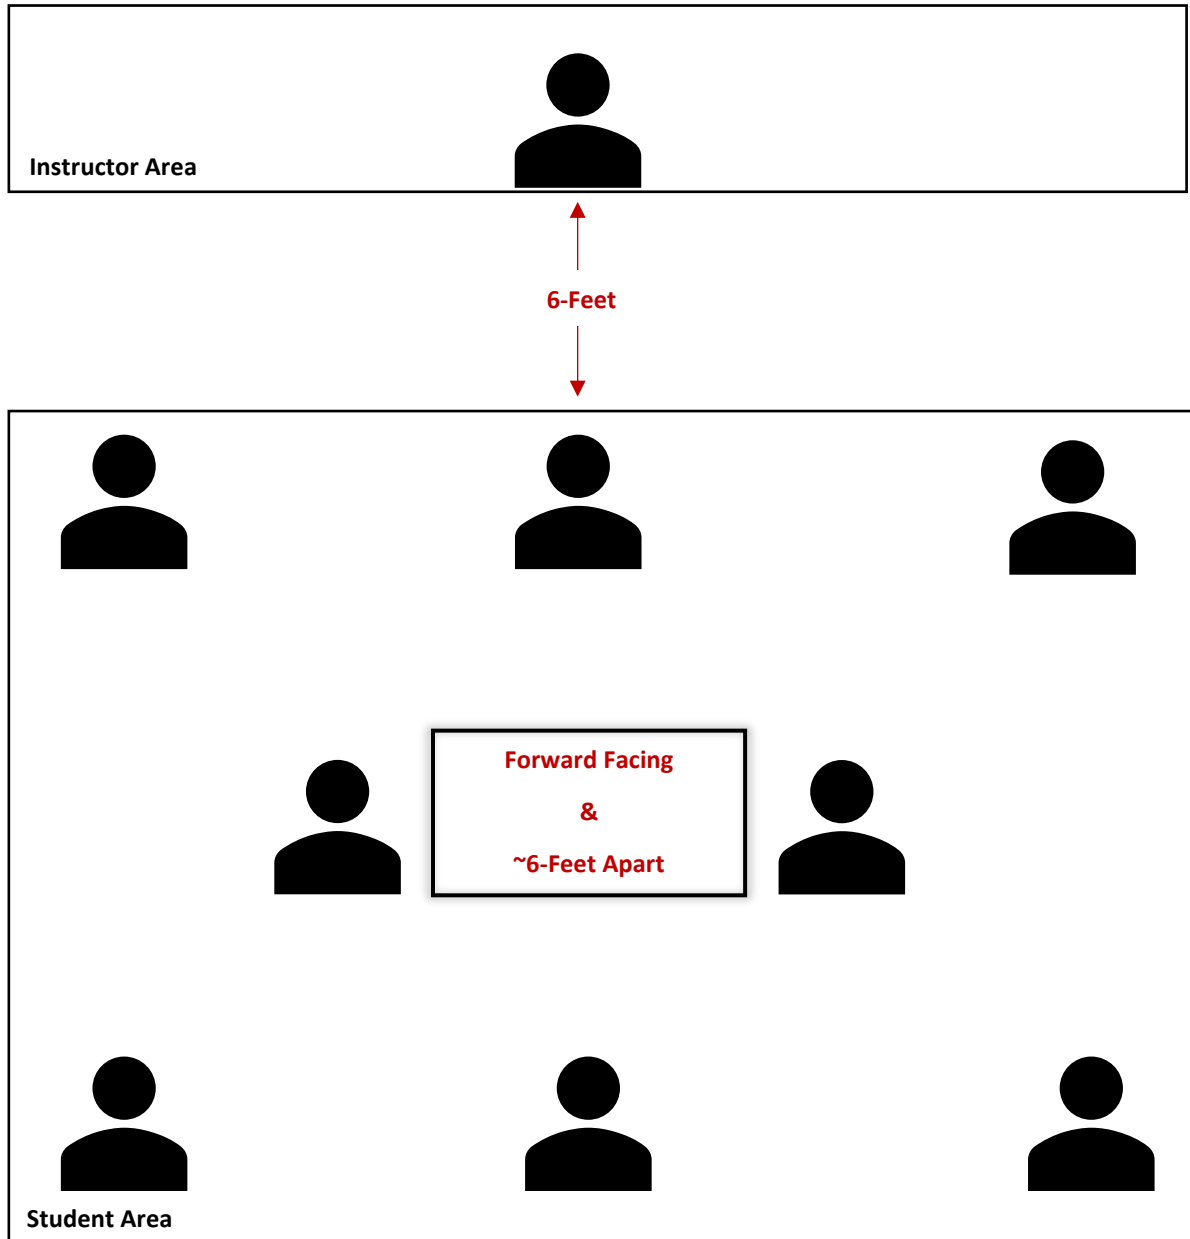 Instructor Area
6-Feet
Forward Facing
&
~6-Feet Apart
Student Area